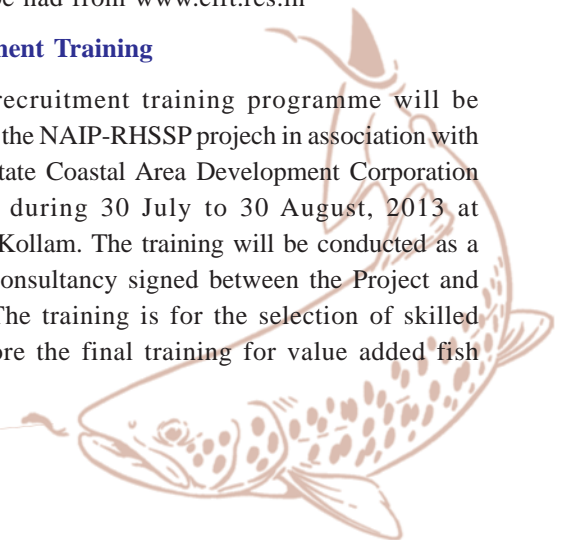 be had from www.cift.res.in
ment Training
recruitment training programme will be
the NAIP-RHSSP projech in association with
tate Coastal Area Development Corporation
during 30 July to 30 August, 2013 at
Kollam. The training will be conducted as a
onsultancy signed between the Project and
The training is for the selection of skilled
ore the final training for value added fish